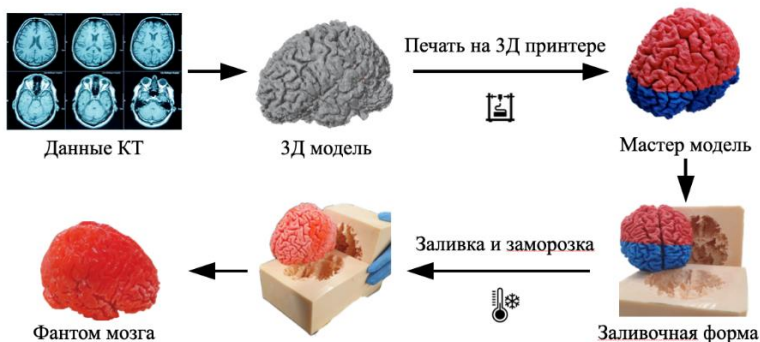 Печать на 3Д принтере
Данные КТ
3Д модель
Мастер модель
Заливка и заморозка
Фантом мозга
Заливочная форма